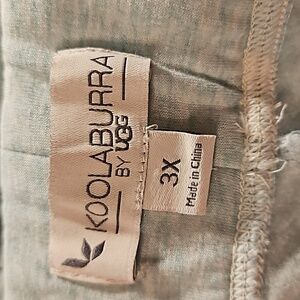 KOOLABURRA
BY UGG
3X
Made in China